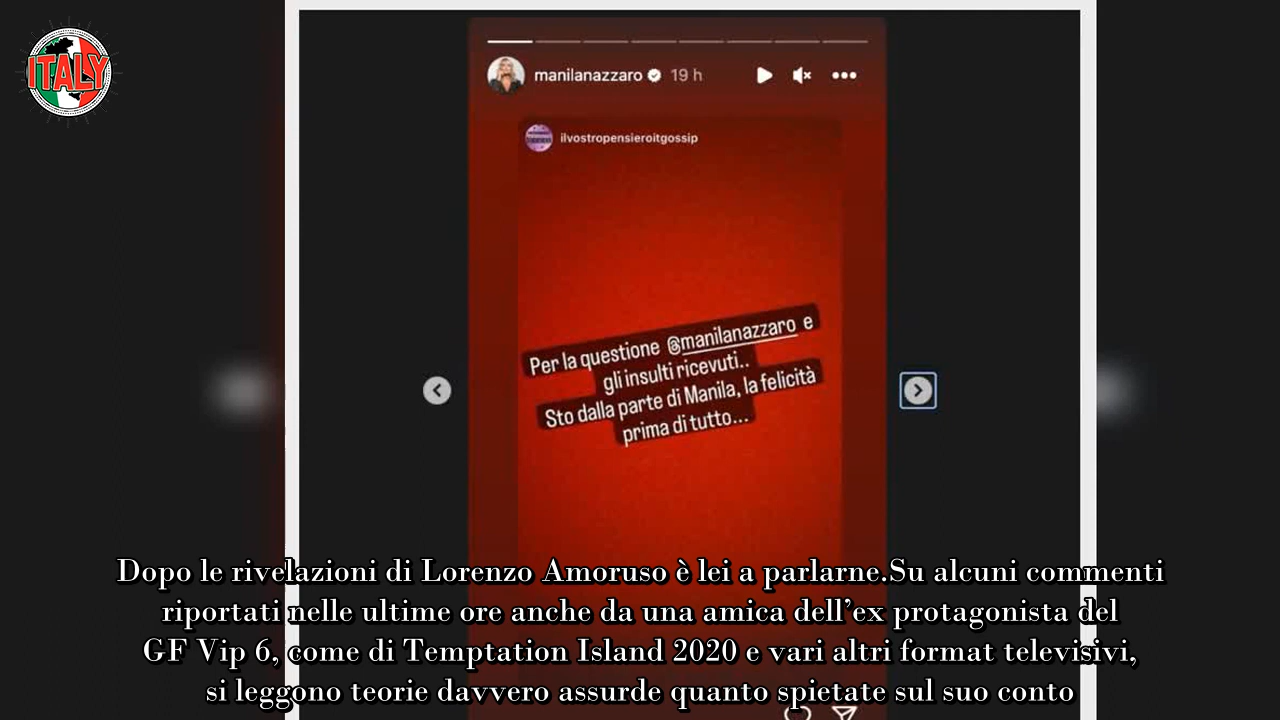 ITALY
manilanazzaro 19 h
ilvostropensieroitgossip
Per la questione @manilanazzaro e
gli insulti ricevuti..
Sto dalla parte di Manila, la felicità
prima di tutto...
Dopo le rivelazioni di Lorenzo Amoruso è lei a parlarne.Su alcuni commenti
riportati nelle ultime ore anche da una amica dell'ex protagonista del
GF Vip 6, come di Temptation Island 2020 e vari altri format televisivi,
si leggono teorie davvero assurde quanto spietate sul suo conto